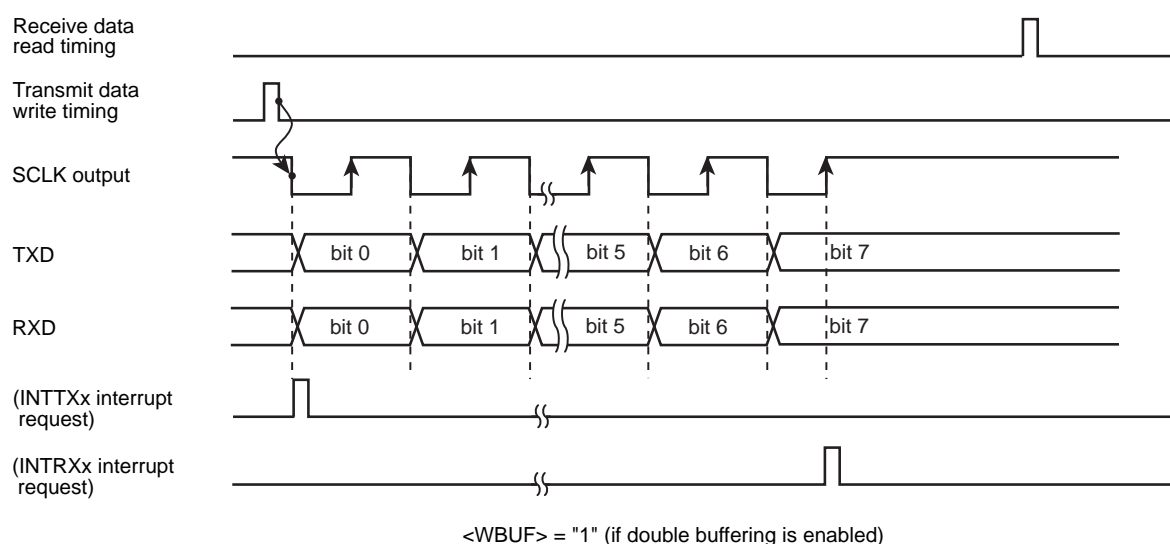 Receive data
read timing
Transmit data
write timing
SCLK output
TXD
bit 0
bit 1
bit 5
bit 6
bit 7
RXD
bit 0
bit 1
bit 5
bit 6
bit 7
(INTTXx interrupt
request)
(INTRXx interrupt
request)
<WBUF> = "1" (if double buffering is enabled)